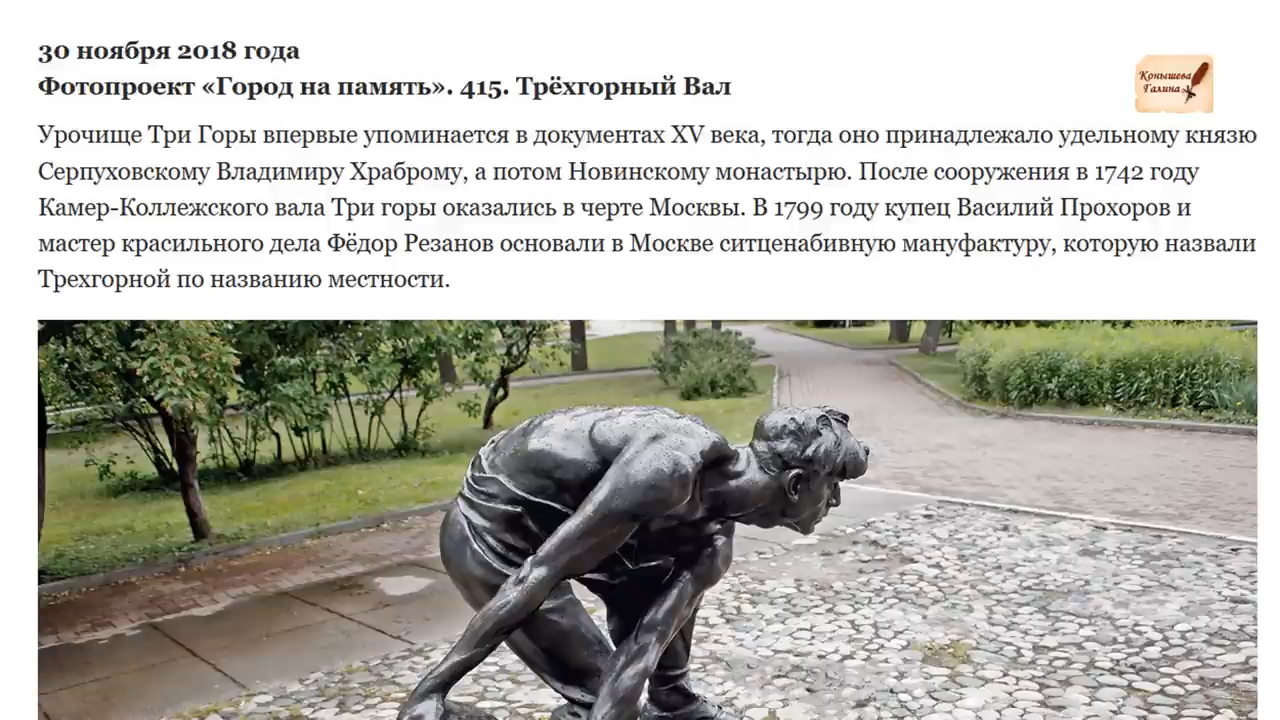 30 ноября 2018 года
Фотопроект «Город на память». 415. Трёхгорный Вал
Конышева
Галина
Урочище Три Горы впервые упоминается в документах XV века, тогда оно принадлежало удельному князю
Серпуховскому Владимиру Храброму, а потом Новинскому монастырю. После сооружения в 1742 году
Камер-Коллежского вала Три горы оказались в черте Москвы. В 1799 году купец Василий Прохоров и
мастер красильного дела Фёдор Резанов основали в Москве ситценабивную мануфактуру, которую назвали
Трехгорной по названию местности.